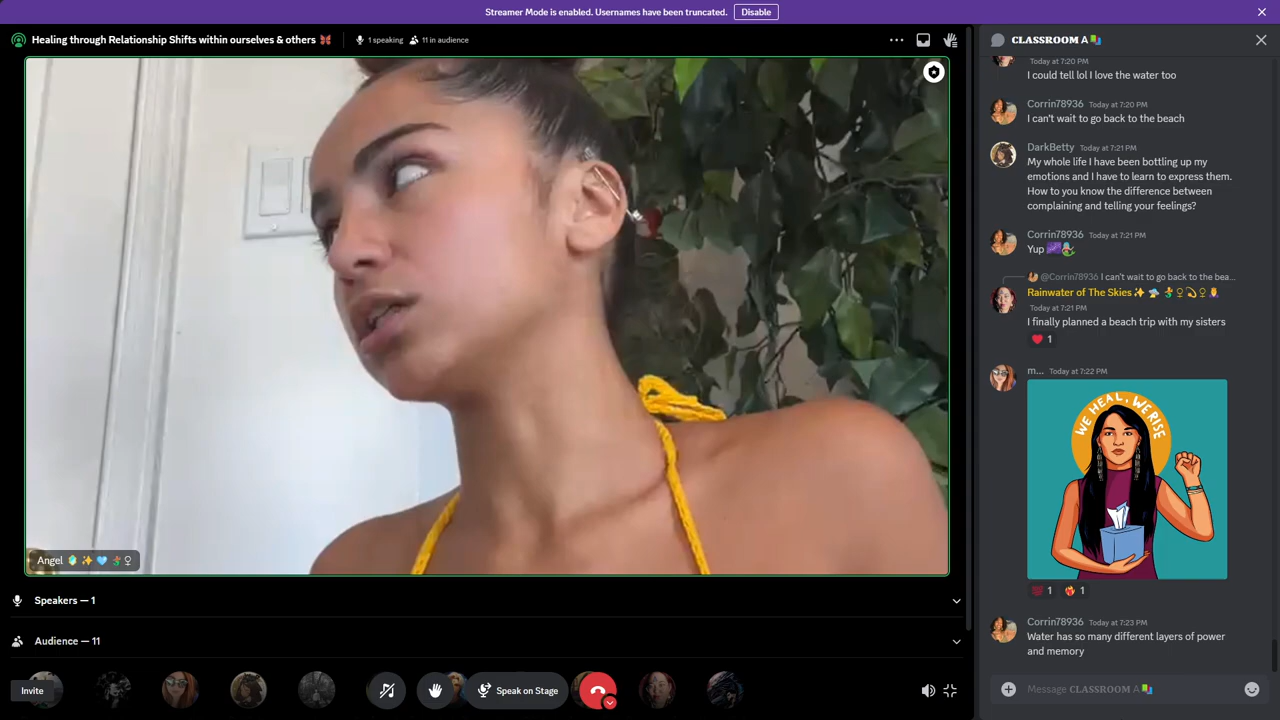 Streamer Mode is enabled. Usernames have been truncated. Disable
Healing through Relationship Shifts within ourselves & others
1 speaking
11 in audience
Angel
Speakers — 1
Audience — 11
Invite
Speak on Stage
CLASSROOM A
Today at 7:20 PM
I could tell lol I love the water too
Corrin78936 Today at 7:20 PM
I can't wait to go back to the beach
DarkBetty Today at 7:21 PM
My whole life I have been bottling up my
emotions and I have to learn to express them.
How to you know the difference between
complaining and telling your feelings?
Corrin78936 Today at 7:21 PM
Yup
@Corrin78936 I can't wait to go back to the bea...
Rainwater of The Skies
Today at 7:21 PM
I finally planned a beach trip with my sisters
1
m... Today at 7:22 PM
WE HEAL, WE RISE
1
1
Corrin78936 Today at 7:23 PM
Water has so many different layers of power
and memory
Message CLASSROOM A